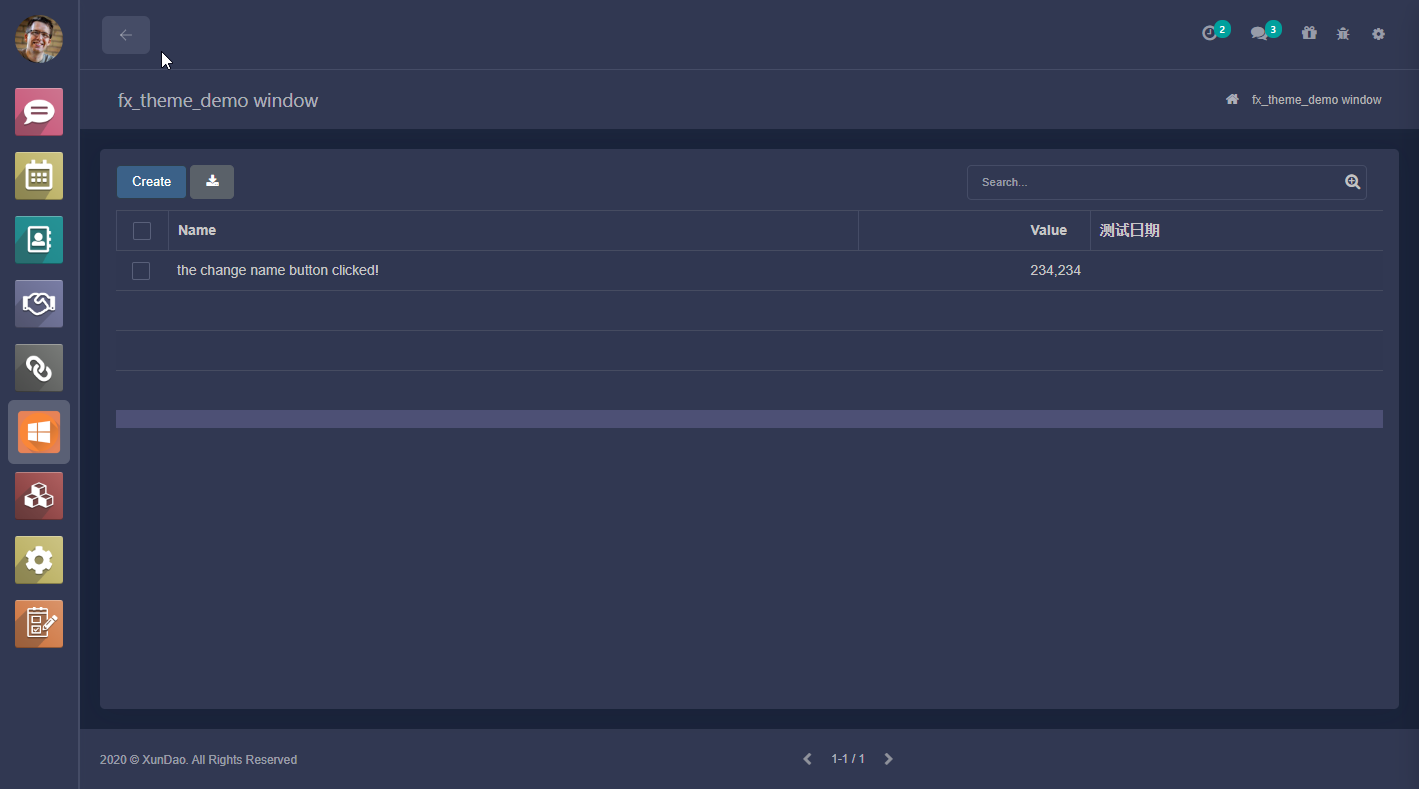 2
3
fx_theme_demo window
fx_theme_demo window
Create
Search...
Name
Value
测试日期
the change name button clicked!
234,234
2020 © XunDao. All Rights Reserved
1-1 / 1